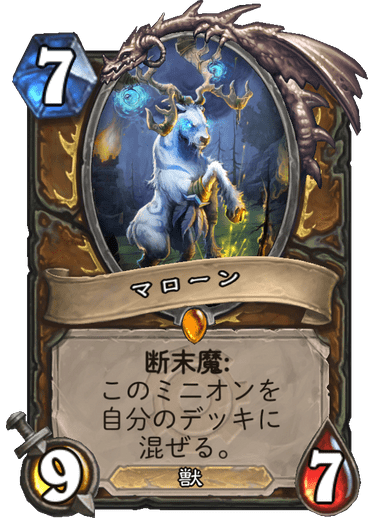 7
マローン
断末魔:
このミニオンを
自分のデッキに
混ぜる。
9
獣
7